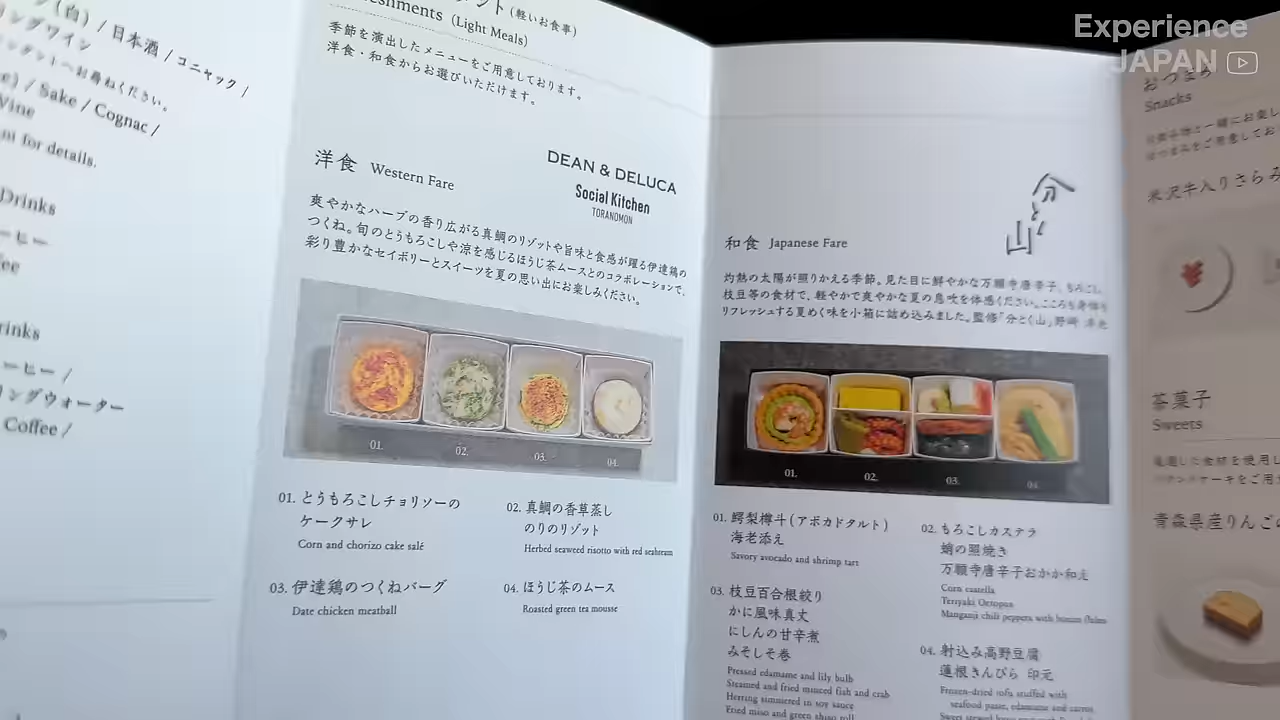 Experience
JAPAN
(白) / 日本酒 / コニャック /
リングワイン
お尋ねください。
/ Sake / Cognac /
Vine
for details.
Drinks
ーヒー
fee
rinks
ーヒー /
リングウォーター
Coffee /
ント (軽いお食事)
eshments (Light Meals)
季節を演出したメニューをご用意しております。
洋食・和食からお選びいただけます。
洋食 Western Fare
DEAN & DELUCA
Social Kitchen
TORANOMON
爽やかなハーブの香り広がる真鯛のリゾットや旨味と食感が躍る伊達鶏の
つくね。旬のとうもろこしや涼を感じるほうじ茶ムースとのコラボレーションで、
彩り豊かなセイボリーとスイーツを夏の思い出にお楽しみください。
01.
02.
03.
04.
01. とうもろこしチョリソーの
ケークサレ
Corn and chorizo cake salé
02. 真鯛の香草蒸し
のりのリゾット
Herbed seaweed risotto with red seabream
03. 伊達鶏のつくねバーグ
Date chicken meatball
04. ほうじ茶のムース
Roasted green tea mousse
分とく山
和食 Japanese Fare
灼熱の太陽が照りかえる季節。見た目に鮮やかな万願寺唐辛子、もろこし、
枝豆等の食材で、軽やかで爽やかな夏の息吹を体感ください。こころも身体も
リフレッシュする夏めく味を小箱に詰め込みました。監修「分とく山」野﨑 洋光
01.
02.
03.
04
01. 鰐梨樽斗(アボカドタルト)
海老添え
Savory avocado and shrimp tart
02. もろこしカステラ
蛸の照焼き
万願寺唐辛子おかか和え
Corn castella
Teriyaki Octopus
Manganji chili peppers with bonito flakes
03. 枝豆百合根絞り
かに風味真丈
にしんの甘辛煮
みそしそ巻
Pressed edamame and lily bulb
Steamed and fried minced fish and crab
Herring simmered in soy sauce
Fried miso and green shiso roll
04. 射込み高野豆腐
蓮根きんぴら 印元
Frozen-dried tofu stuffed with
seafood paste, edamame and carrot
おつまみ
Snacks
米沢牛入りさらみ
茶菓子
Sweets
青森県産りんごの